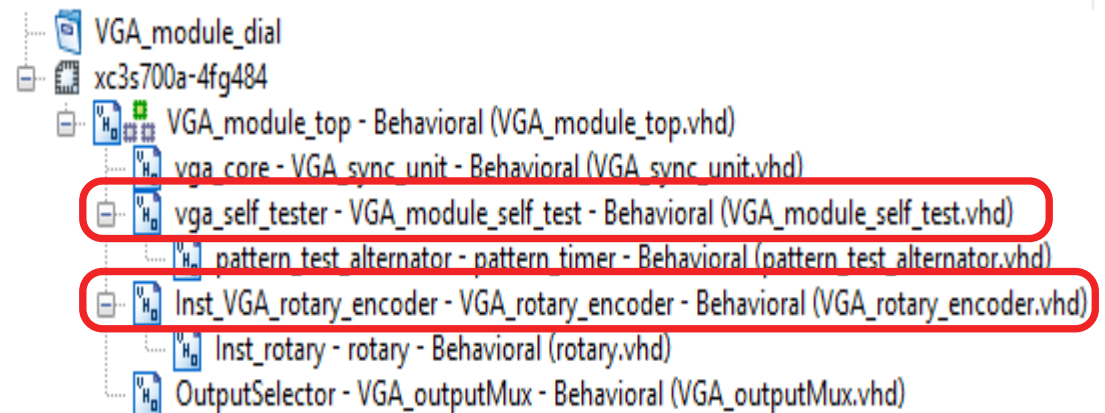 VGA_module_dial
xc3s700a-4fg484
VGA_module_top - Behavioral (VGA_module_top.vhd)
vga_core - VGA_sync_unit - Behavioral (VGA_sync_unit.vhd)
vga_self_tester - VGA_module_self_test - Behavioral (VGA_module_self_test.vhd)
pattern_test_alternator - pattern_timer - Behavioral (pattern_test_alternator.vhd)
Inst_VGA_rotary_encoder - VGA_rotary_encoder - Behavioral (VGA_rotary_encoder.vhd)
Inst_rotary - rotary - Behavioral (rotary.vhd)
OutputSelector - VGA_outputMux - Behavioral (VGA_outputMux.vhd)